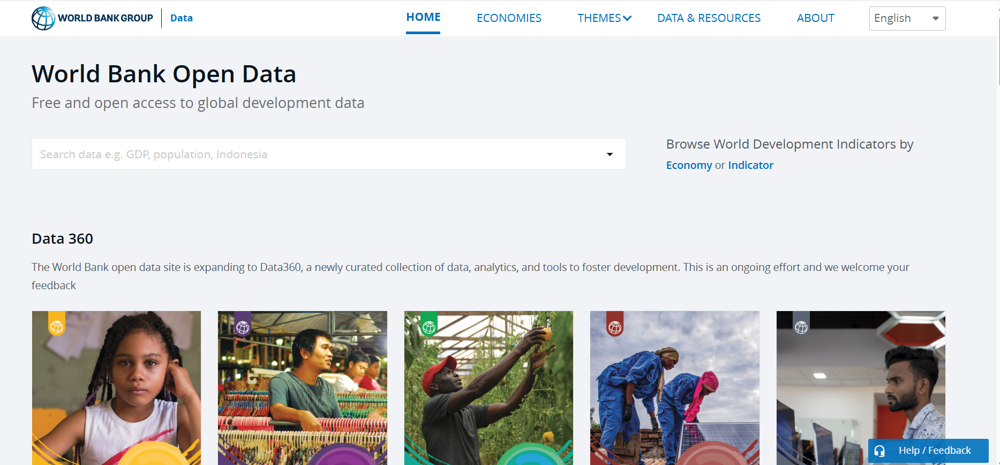 WORLD BANK GROUP
Data
HOME
ECONOMIES
THEMES
DATA & RESOURCES
ABOUT
English
World Bank Open Data
Free and open access to global development data
Search data e.g. GDP, population, Indonesia
Browse World Development Indicators by
Economy or Indicator
Data 360
The World Bank open data site is expanding to Data360, a newly curated collection of data, analytics, and tools to foster development. This is an ongoing effort and we welcome your
feedback
Help / Feedback